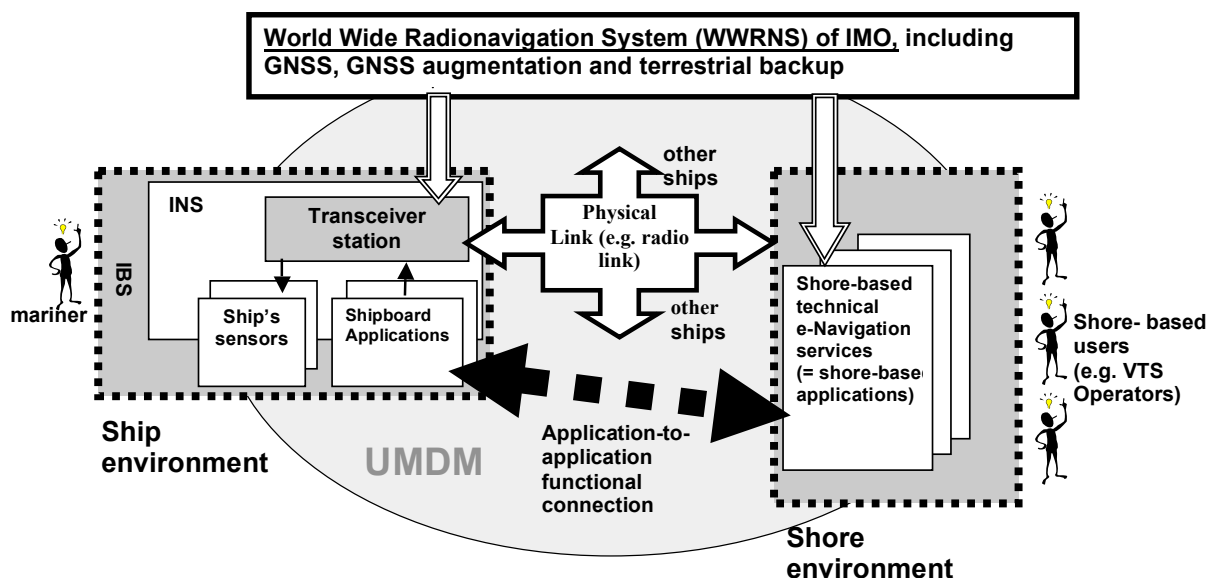 World Wide Radionavigation System (WWRNS) of IMO, including
GNSS, GNSS augmentation and terrestrial backup
other
ships
INS
IBS
Transceiver
station
Physical
Link (e.g. radio
link)
mariner
Ship's
sensors
Shipboard
Applications
other
ships
Shore-based
technical
e-Navigation
services
(= shore-based
applications)
Shore- based
users
(e.g. VTS
Operators)
Ship
environment
UMDM
Application-to-
application
functional
connection
Shore
environment